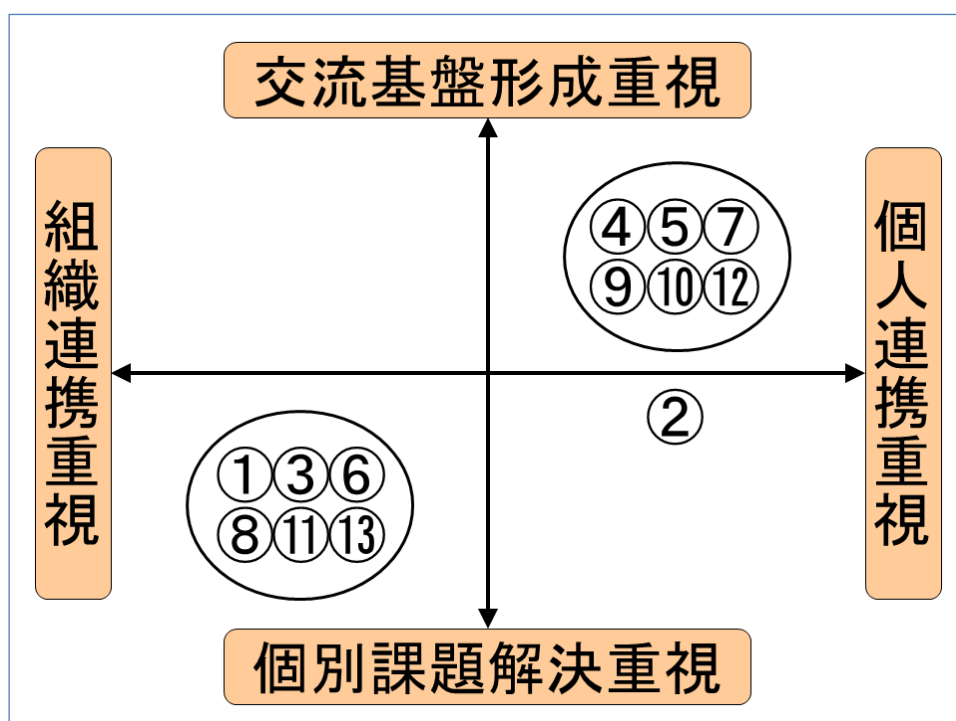 交流基盤形成重視
組織連携重視
個人連携重視
④⑤⑦
⑨⑩⑫
②
①③⑥
⑧⑪⑬
個別課題解決重視